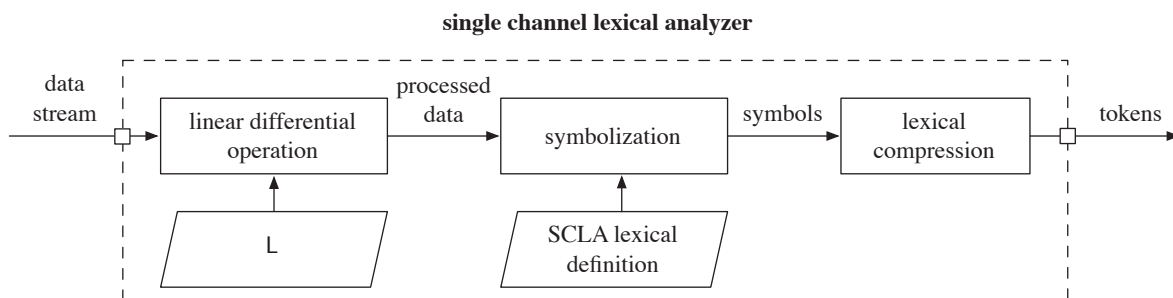 single channel lexical analyzer
data
stream
linear differential
operation
processed
data
symbolization
symbols
lexical
compression
tokens
L
SCLA lexical
definition